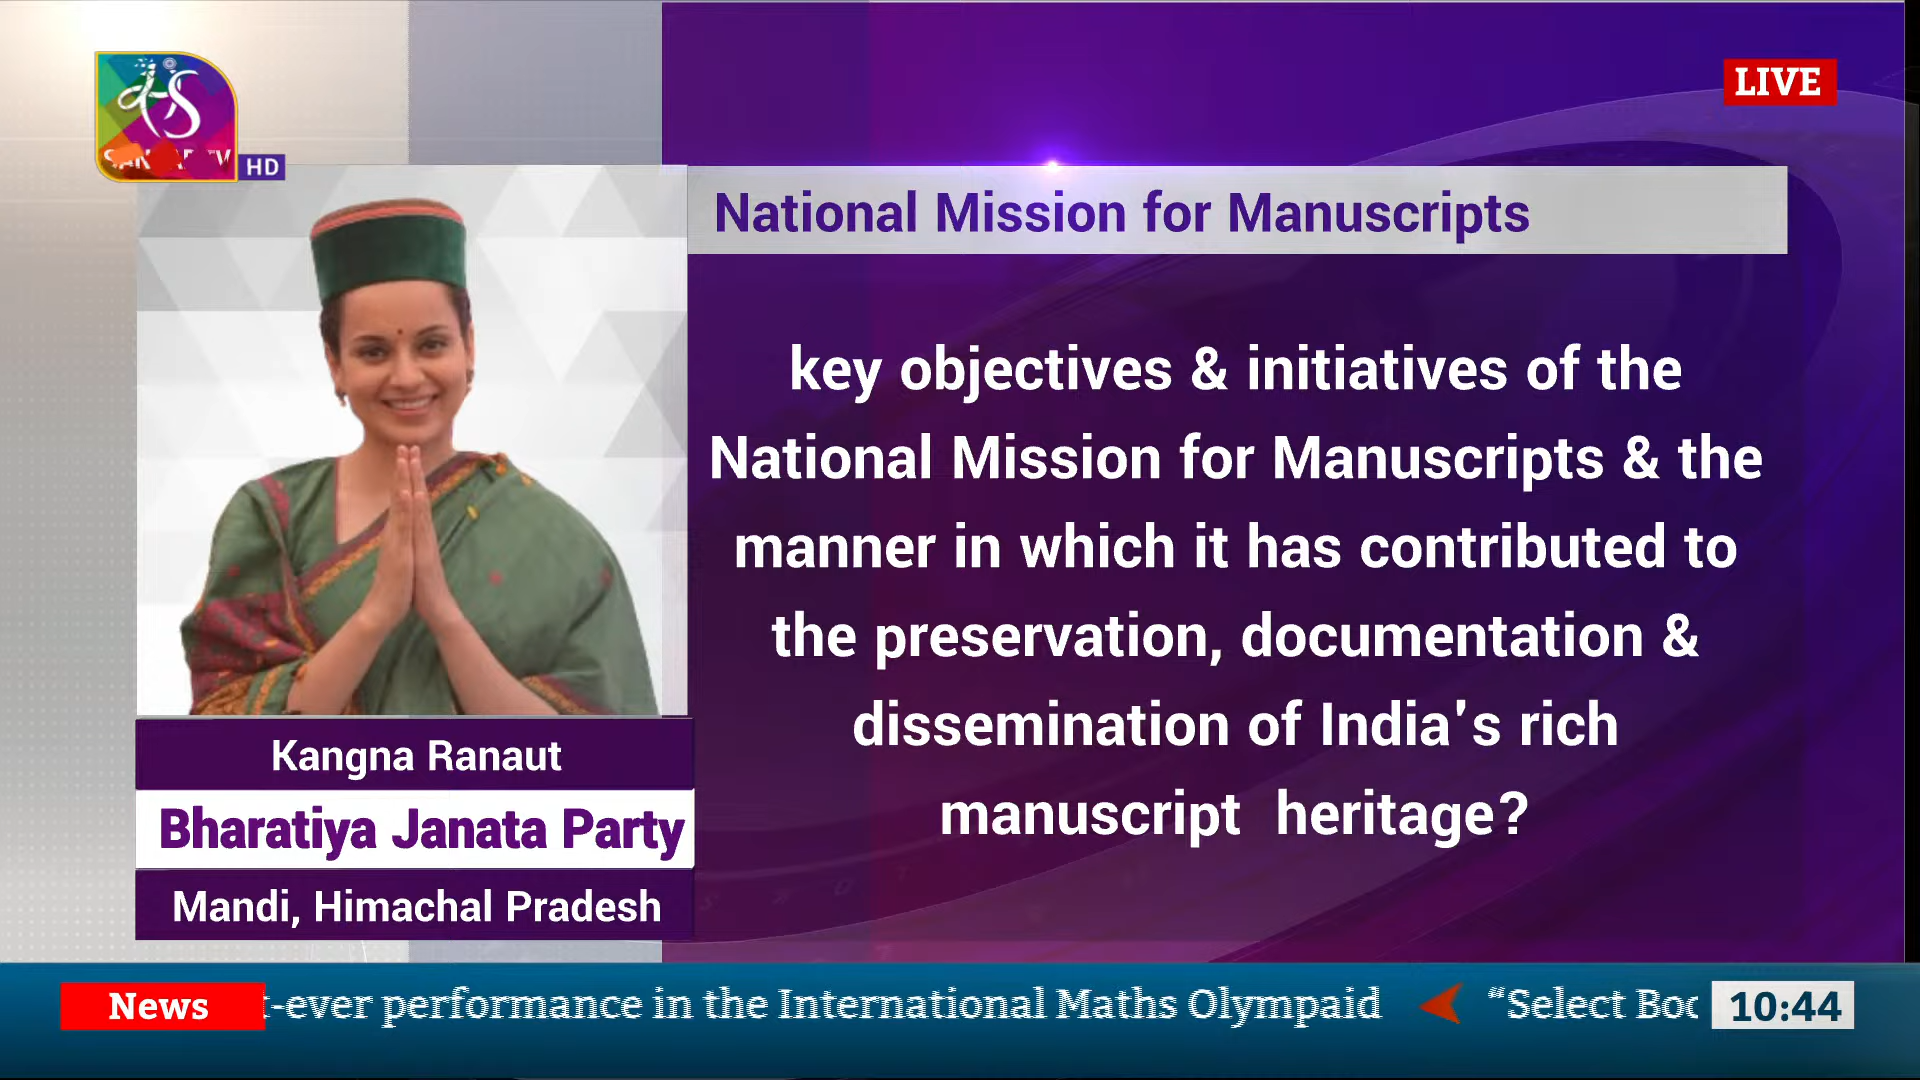 HD
LIVE
National Mission for Manuscripts
key objectives & initiatives of the
National Mission for Manuscripts & the
manner in which it has contributed to
the preservation, documentation &
dissemination of India's rich
manuscript heritage?
Kangna Ranaut
Bharatiya Janata Party
Mandi, Himachal Pradesh
News
-ever performance in the International Maths Olympaid
“Select
10:44